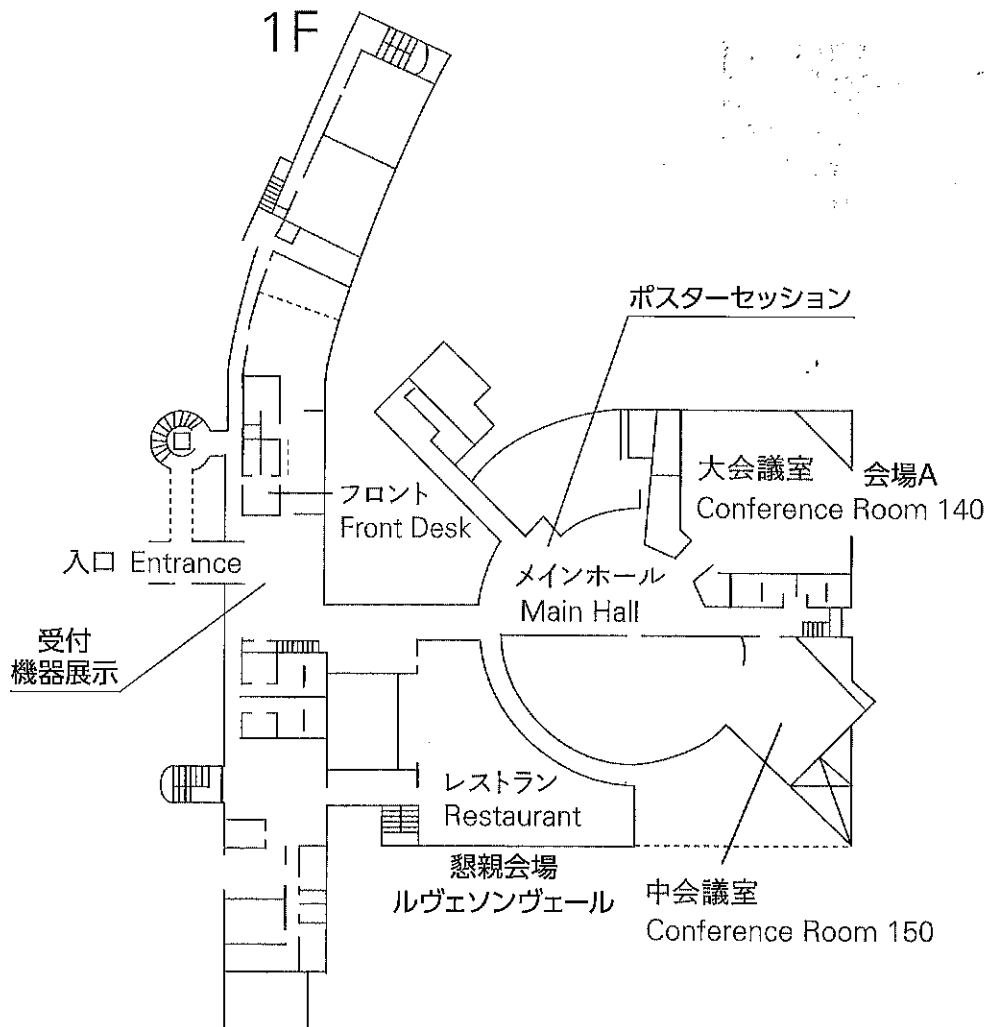 1F
ポスターセッション
大会議室 会場A
Conference Room 140
フロント
Front Desk
入口 Entrance
メインホール
Main Hall
受付
機器展示
レストラン
Restaurant
懇親会場
ルヴェソンヴェール
中会議室
Conference Room 150